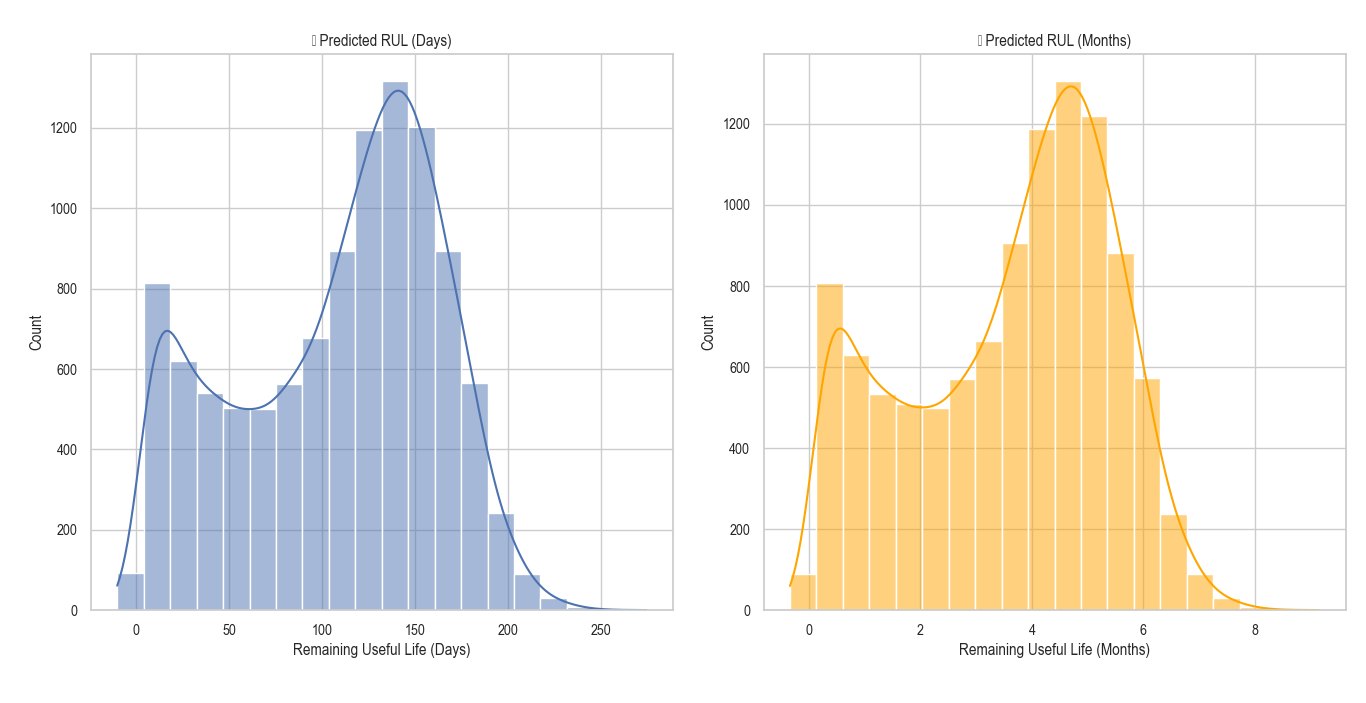 ▯ Predicted RUL (Days)
Count
1200
1000
800
600
400
200
0
0 50 100 150 200 250
Remaining Useful Life (Days)
▯ Predicted RUL (Months)
Count
1200
1000
800
600
400
200
0
0 2 4 6 8
Remaining Useful Life (Months)